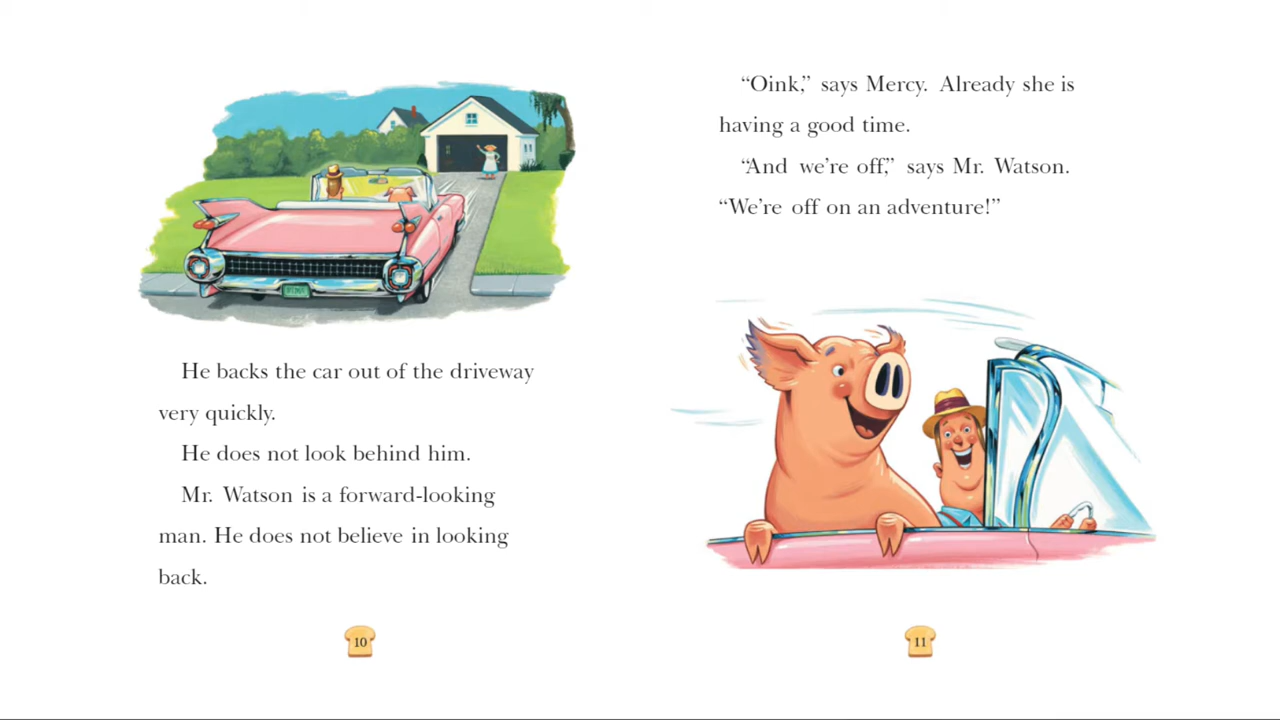 He backs the car out of the driveway
very quickly.
He does not look behind him.
Mr. Watson is a forward-looking
man. He does not believe in looking
back.
10
“Oink,” says Mercy. Already she is
having a good time.
“And we’re off,” says Mr. Watson.
“We’re off on an adventure!”
11